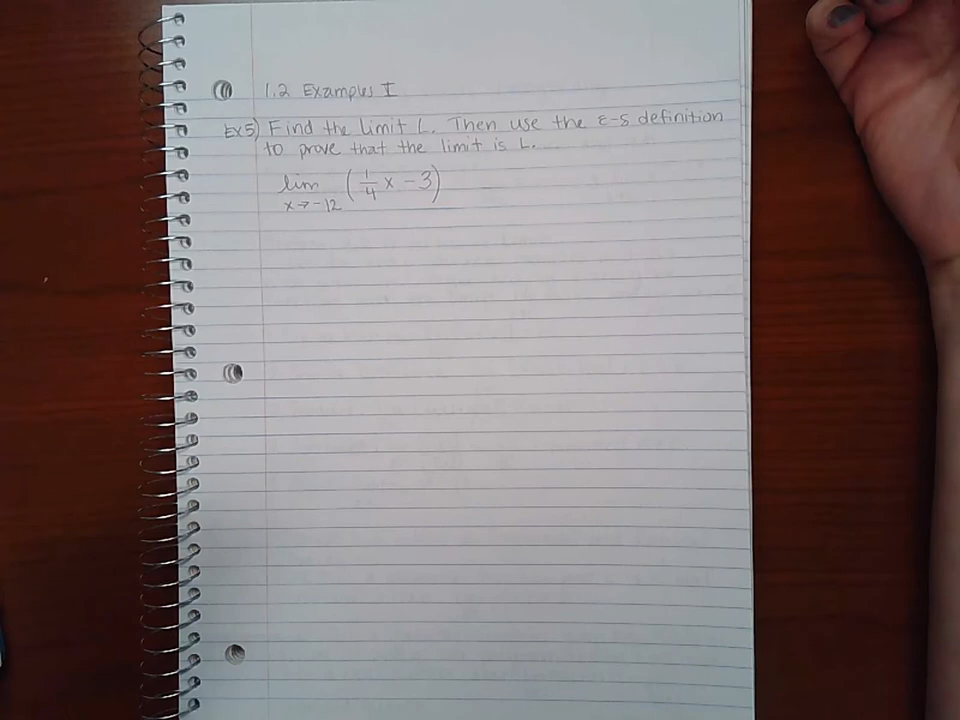 1.2 Examples I
Ex5) Find the limit L. Then use the ε-δ definition
to prove that the limit is L.
lim (1/4 x - 3)
x→-12